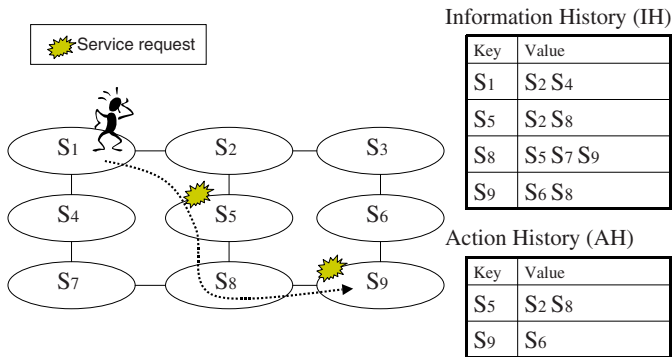 Service request
S1 S2 S3
S4 S5 S6
S7 S8 S9
Information History (IH)
Key Value
S1 S2 S4
S5 S2 S8
S8 S5 S7 S9
S9 S6 S8
Action History (AH)
Key Value
S5 S2 S8
S9 S6